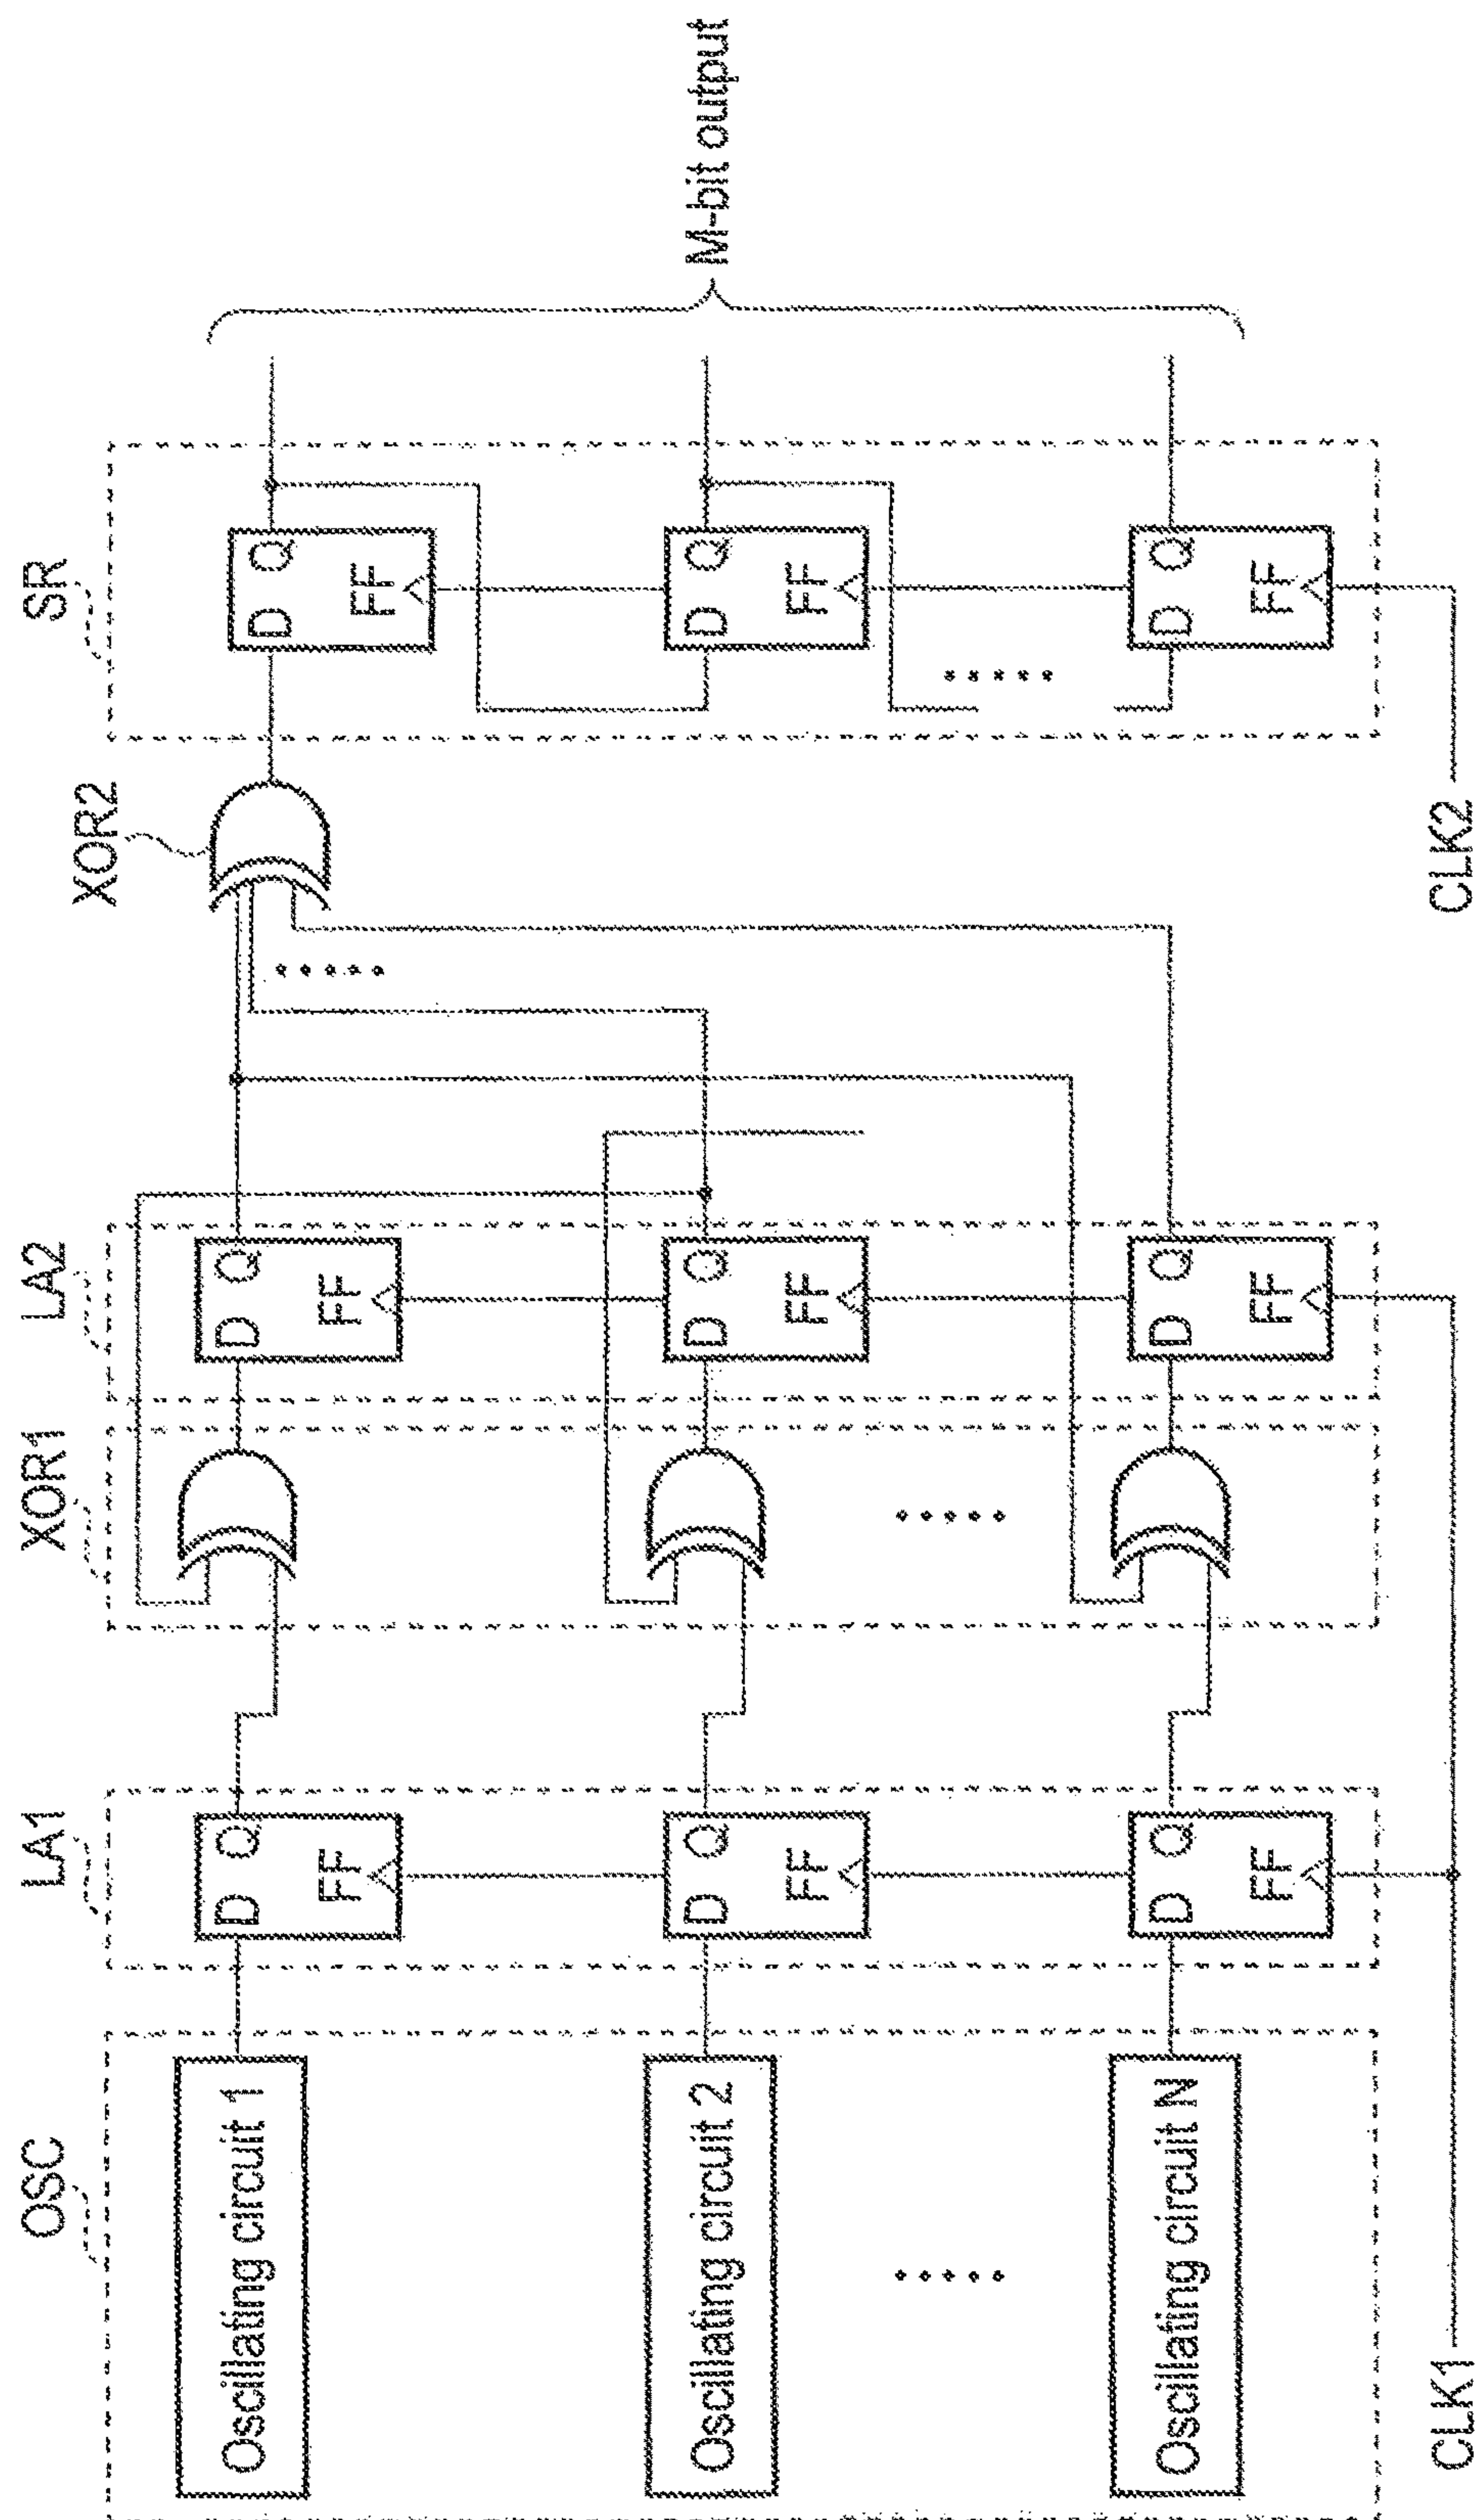 OSC
LA1
XOR1
LA2
XOR2
SR
Oscillating circuit 1
D
Q
FF
D
Q
FF
D
Q
FF
M-bit output
Oscillating circuit 2
D
Q
FF
D
Q
FF
D
Q
FF
Oscillating circuit N
D
Q
FF
D
Q
FF
D
Q
FF
CLK1
CLK2